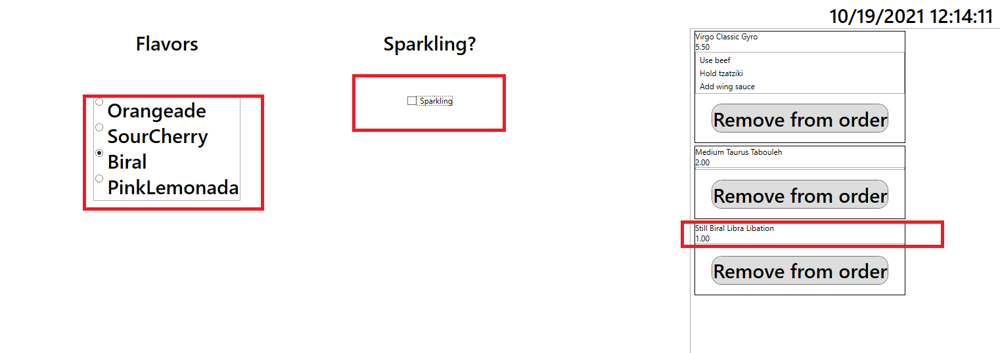 10/19/2021 12:14:11
Flavors
Orangeade
SourCherry
Biral
PinkLemonada
Sparkling?
Sparkling
Virgo Classic Gyro
5.50
Use beef
Hold tzatziki
Add wing sauce
Remove from order
Medium Taurus Tabouleh
2.00
Remove from order
Still Biral Libra Libation
1.00
Remove from order